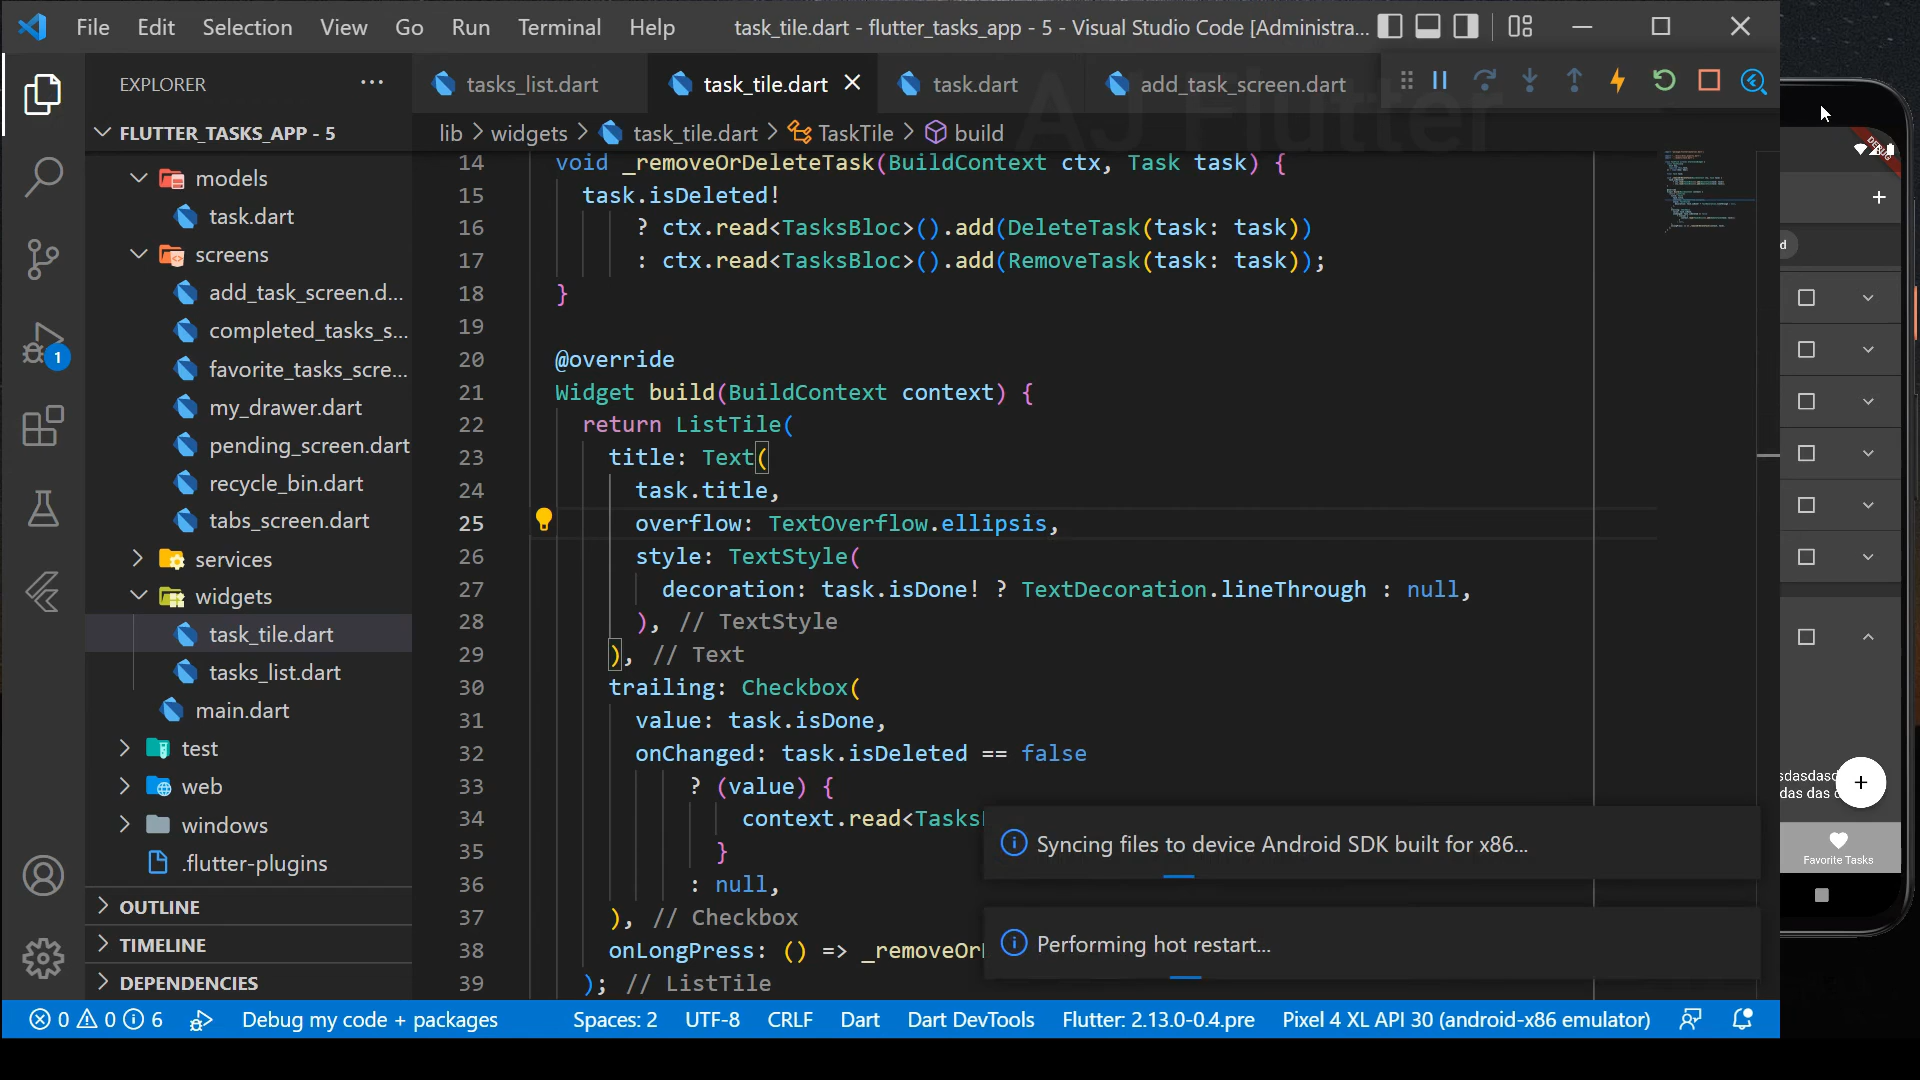 File Edit Selection View Go Run Terminal Help
task_tile.dart - flutter_tasks_app - 5 - Visual Studio Code [Administra...
EXPLORER
FLUTTER_TASKS_APP - 5
models
task.dart
screens
add_task_screen.d...
completed_tasks_s...
favorite_tasks_scre...
my_drawer.dart
pending_screen.dart
recycle_bin.dart
tabs_screen.dart
services
widgets
task_tile.dart
tasks_list.dart
main.dart
test
web
windows
.flutter-plugins
OUTLINE
TIMELINE
DEPENDENCIES
1
tasks_list.dart task_tile.dart task.dart add_task_screen.dart
AJ Flutter
lib > widgets > task_tile.dart > TaskTile > build
14 void _removeOrDeleteTask(BuildContext ctx, Task task) {
15 task.isDeleted!
16 ? ctx.read<TasksBloc>().add(DeleteTask(task: task))
17 : ctx.read<TasksBloc>().add(RemoveTask(task: task));
18 }
19
20 @override
21 Widget build(BuildContext context) {
22 return ListTile(
23 title: Text(
24 task.title,
25 overflow: TextOverflow.ellipsis,
26 style: TextStyle(
27 decoration: task.isDone! ? TextDecoration.lineThrough : null,
28 ), // TextStyle
29 ), // Text
30 trailing: Checkbox(
31 value: task.isDone,
32 onChanged: task.isDeleted == false
33 ? (value) {
34 context.read<Tasks
35 }
36 : null,
37 ), // Checkbox
38 onLongPress: () => _removeOr
39 ); // ListTile
Syncing files to device Android SDK built for x86...
Performing hot restart...
DEBUG
d
sdasdasd
das das
Favorite Tasks
0 0 6 Debug my code + packages Spaces: 2 UTF-8 CRLF Dart Dart DevTools Flutter: 2.13.0-0.4.pre Pixel 4 XL API 30 (android-x86 emulator)